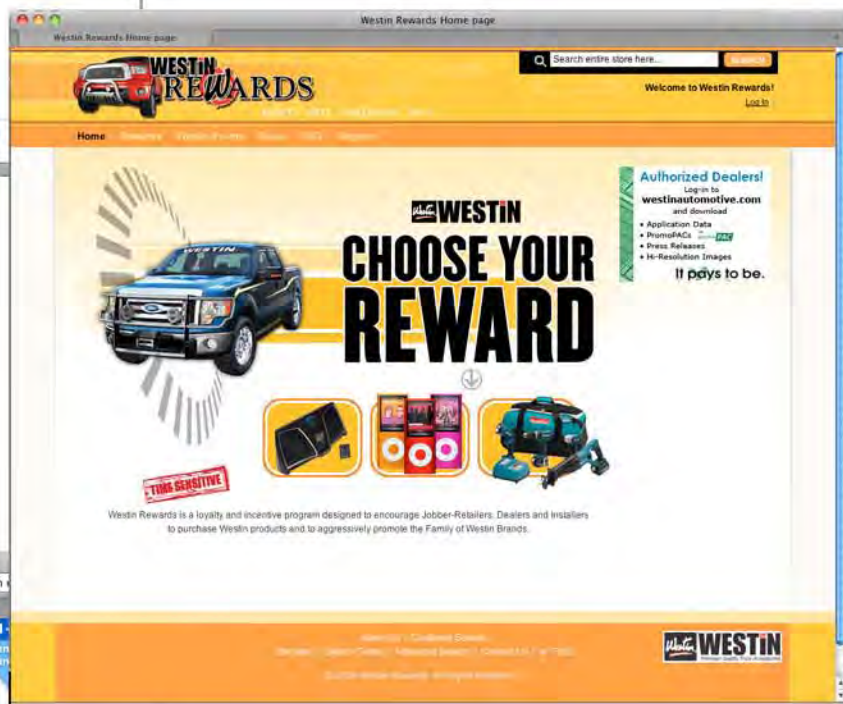 Westin Rewards Home page
Westin Rewards Home page
WESTiN
REWARDS
Search entire store here...
SEARCH
Welcome to Westin Rewards!
Log In
Home
WESTIN
Westin WESTiN
CHOOSE YOUR
REWARD
Authorized Dealers!
Log-in to
westinautomotive.com
and download
• Application Data
• PromoPACs PAC
• Press Releases
• Hi-Resolution Images
It pays to be.
TIME SENSITIVE
Westin Rewards is a loyalty and incentive program designed to encourage Jobber-Retailers, Dealers and Installers
to purchase Westin products and to aggressively promote the Family of Westin Brands.
Westin WESTiN